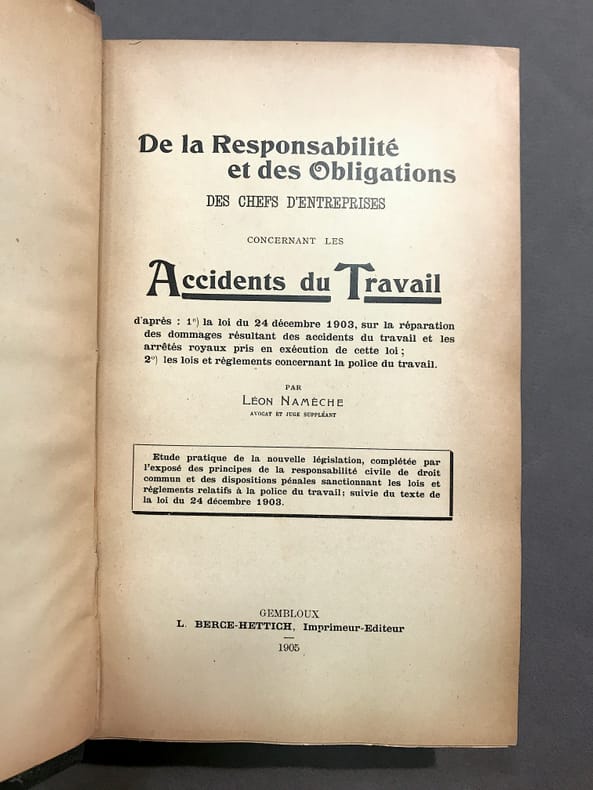 De la Responsabilité
et des Obligations
DES CHEFS D'ENTREPRISES
CONCERNANT LES
Accidents du Travail
d'après : 1º) la loi du 24 décembre 1903, sur la réparation
des dommages résultant des accidents du travail et les
arrêtés royaux pris en exécution de cette loi ;
2º) les lois et règlements concernant la police du travail.
PAR
LÉON NAMÈCHE
AVOCAT ET JUGE SUPPLÉANT
Etude pratique de la nouvelle législation, complétée par
l'exposé des principes de la responsabilité civile de droit
commun et des dispositions pénales sanctionnant les lois et
règlements relatifs à la police du travail; suivie du texte de
la loi du 24 décembre 1903.
GEMBLOUX
L. BERCE-HETTICH, Imprimeur-Editeur
1905